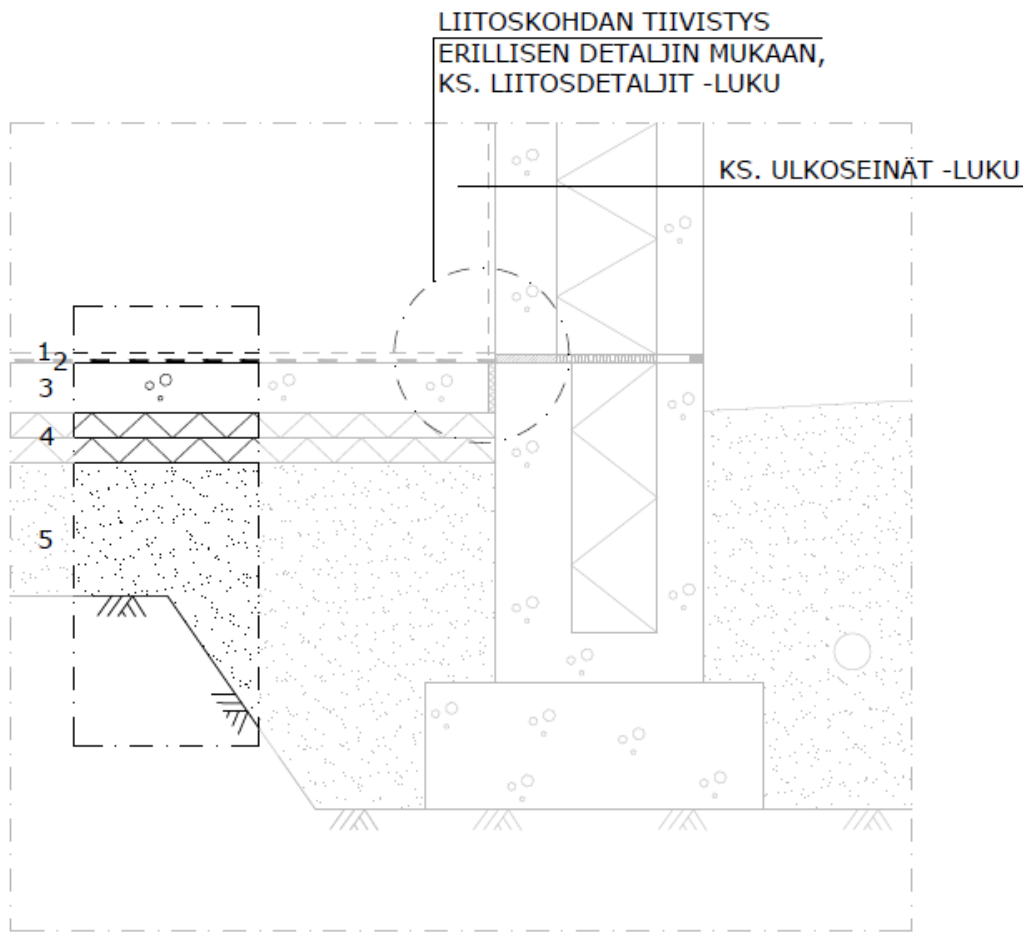 LIITOSKOHDAN TIIVISTYS
ERILLISEN DETALJIN MUKAAN,
KS. LIITOSDETALJIT -LUKU
KS. ULKOSEINÄT -LUKU
1
2
3
4
5